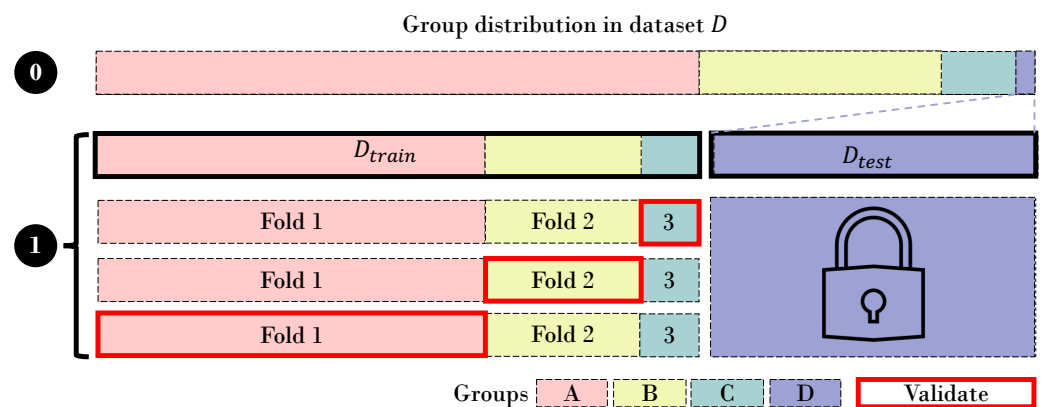 Group distribution in dataset D
0
D_train
D_test
1
Fold 1 Fold 2 3
Fold 1 Fold 2 3
Fold 1 Fold 2 3
Groups A B C D Validate